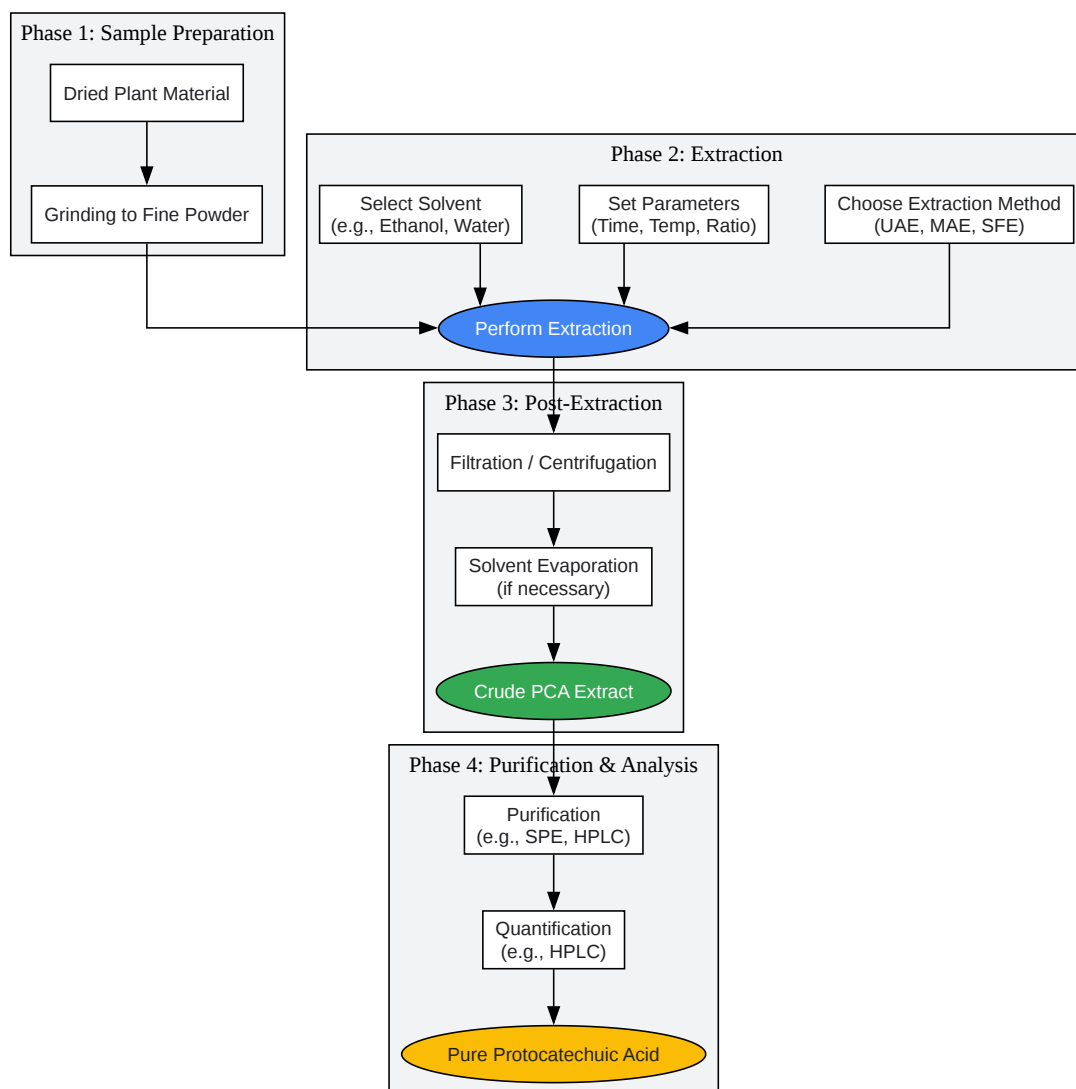 Phase 1: Sample Preparation
Dried Plant Material
Grinding to Fine Powder
Phase 2: Extraction
Select Solvent
(e.g., Ethanol, Water)
Set Parameters
(Time, Temp, Ratio)
Choose Extraction Method
(UAE, MAE, SFE)
Perform Extraction
Phase 3: Post-Extraction
Filtration / Centrifugation
Solvent Evaporation
(if necessary)
Crude PCA Extract
Phase 4: Purification & Analysis
Purification
(e.g., SPE, HPLC)
Quantification
(e.g., HPLC)
Pure Protocatechuic Acid